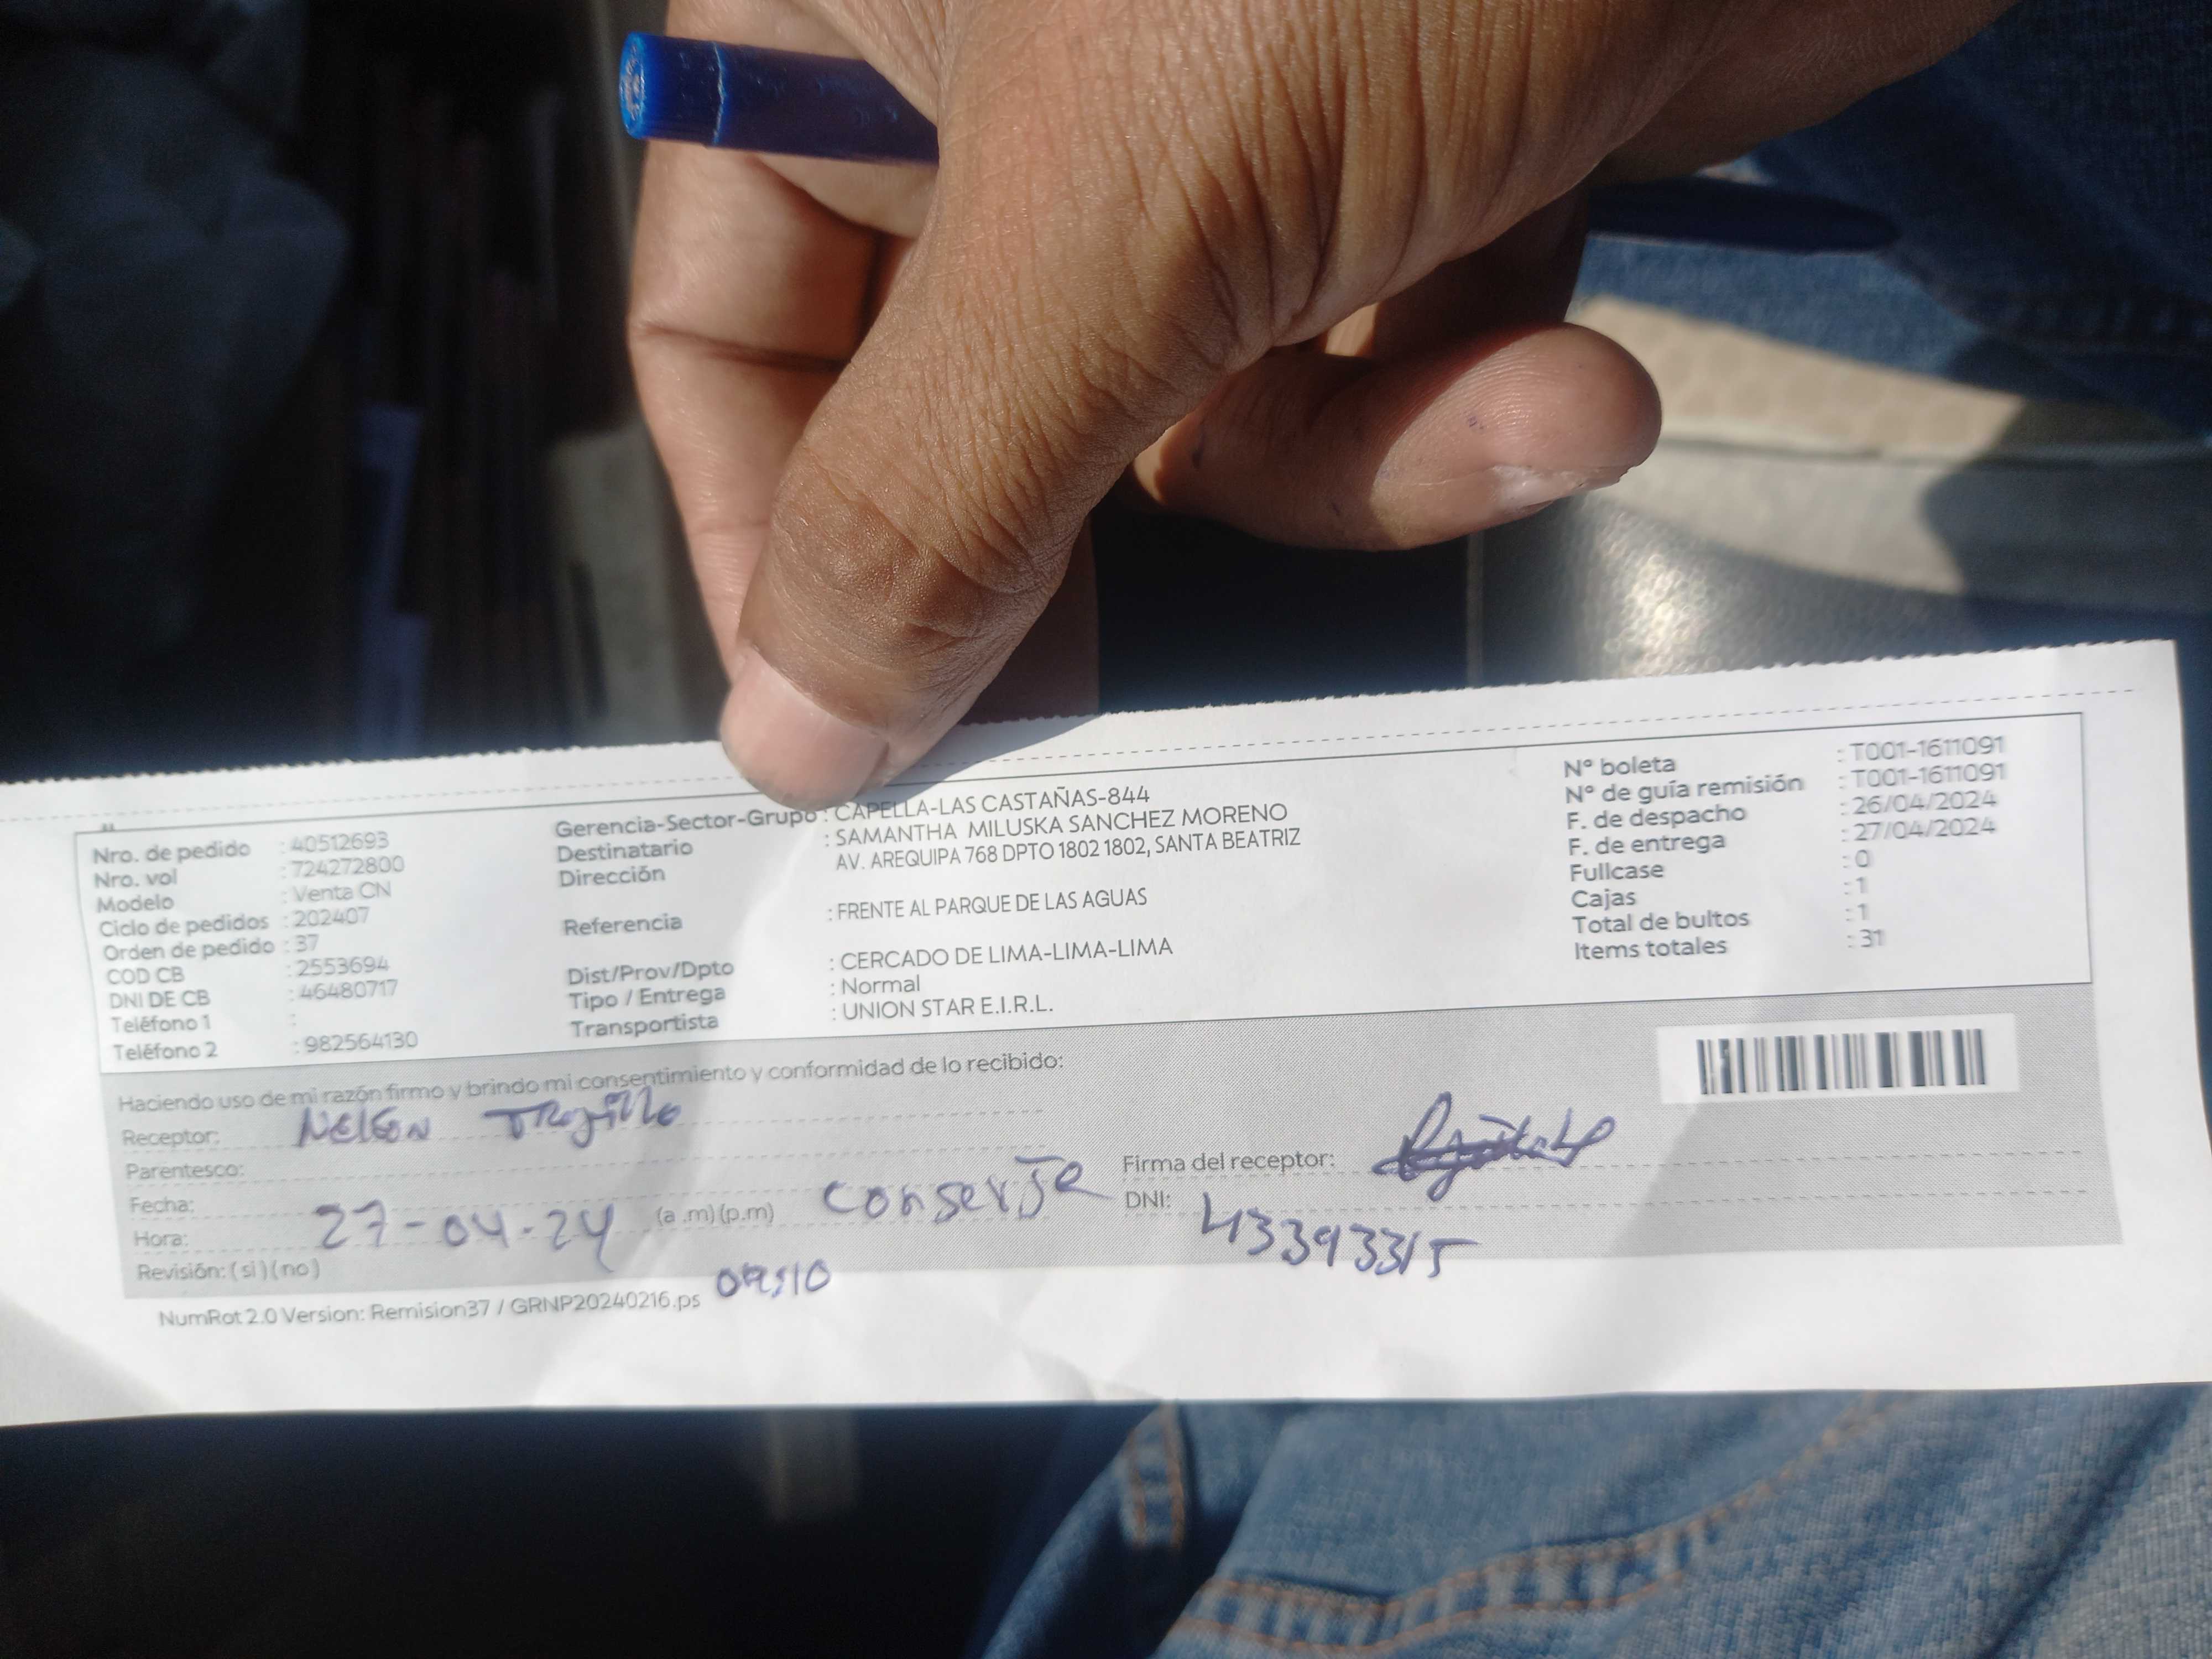 Nro. de pedido : 40512693
Nro. vol : 724272800
Modelo : Venta CN
Ciclo de pedidos : 202407
Orden de pedido : 37
COD CB : 2553694
DNI DE CB : 46480717
Teléfono 1 :
Teléfono 2 : 982564130
Gerencia-Sector-Grupo : CAPELLA-LAS CASTAÑAS-844
Destinatario : SAMANTHA MILUSKA SANCHEZ MORENO
Dirección AV. AREQUIPA 768 DPTO 1802 1802, SANTA BEATRIZ
Referencia : FRENTE AL PARQUE DE LAS AGUAS
Dist/Prov/Dpto : CERCADO DE LIMA-LIMA-LIMA
Tipo / Entrega : Normal
Transportista : UNION STAR E.I.R.L.
N° boleta : T001-1611091
N° de guía remisión : T001-1611091
F. de despacho : 26/04/2024
F. de entrega : 27/04/2024
Fullcase : 0
Cajas : 1
Total de bultos : 1
Items totales : 31
Haciendo uso de mi razón firmo y brindo mi consentimiento y conformidad de lo recibido:
Receptor: NELSON TRUJILLO
Parentesco: conserje
Fecha: 27-04-24
Hora: (a .m) (p.m)
Revisión: ( si ) ( no )
Firma del receptor:
DNI: 43393315
NumRot 2.0 Version: Remision37 / GRNP20240216.ps